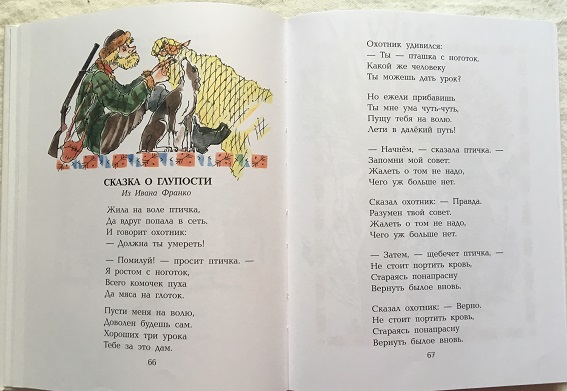 СКАЗКА О ГЛУПОСТИ
Из Ивана Франко
Жила на воле птичка,
Да вдруг попала в сеть.
И говорит охотник:
— Должна ты умереть!
— Помилуй! — просит птичка. —
Я ростом с ноготок,
Всего комочек пуха
Да мяса на глоток.
Пусти меня на волю,
Доволен будешь сам.
Хороших три урока
Тебе за это дам.
66
Охотник удивился:
— Ты — пташка с ноготок,
Какой же человеку
Ты можешь дать урок?
Но ежели прибавишь
Ты мне ума чуть-чуть,
Пущу тебя на волю.
Лети в далёкий путь!
— Начнём, — сказала птичка. —
Запомни мой совет:
Жалеть о том не надо,
Чего уж больше нет.
Сказал охотник: — Правда.
Разумен твой совет.
Жалеть о том не надо,
Чего уж больше нет.
— Затем, — щебечет птичка, —
Не стоит портить кровь,
Стараясь понапрасну
Вернуть былое вновь.
Сказал охотник: — Верно.
Не стоит портить кровь,
Стараясь понапрасну
Вернуть былое вновь.
67